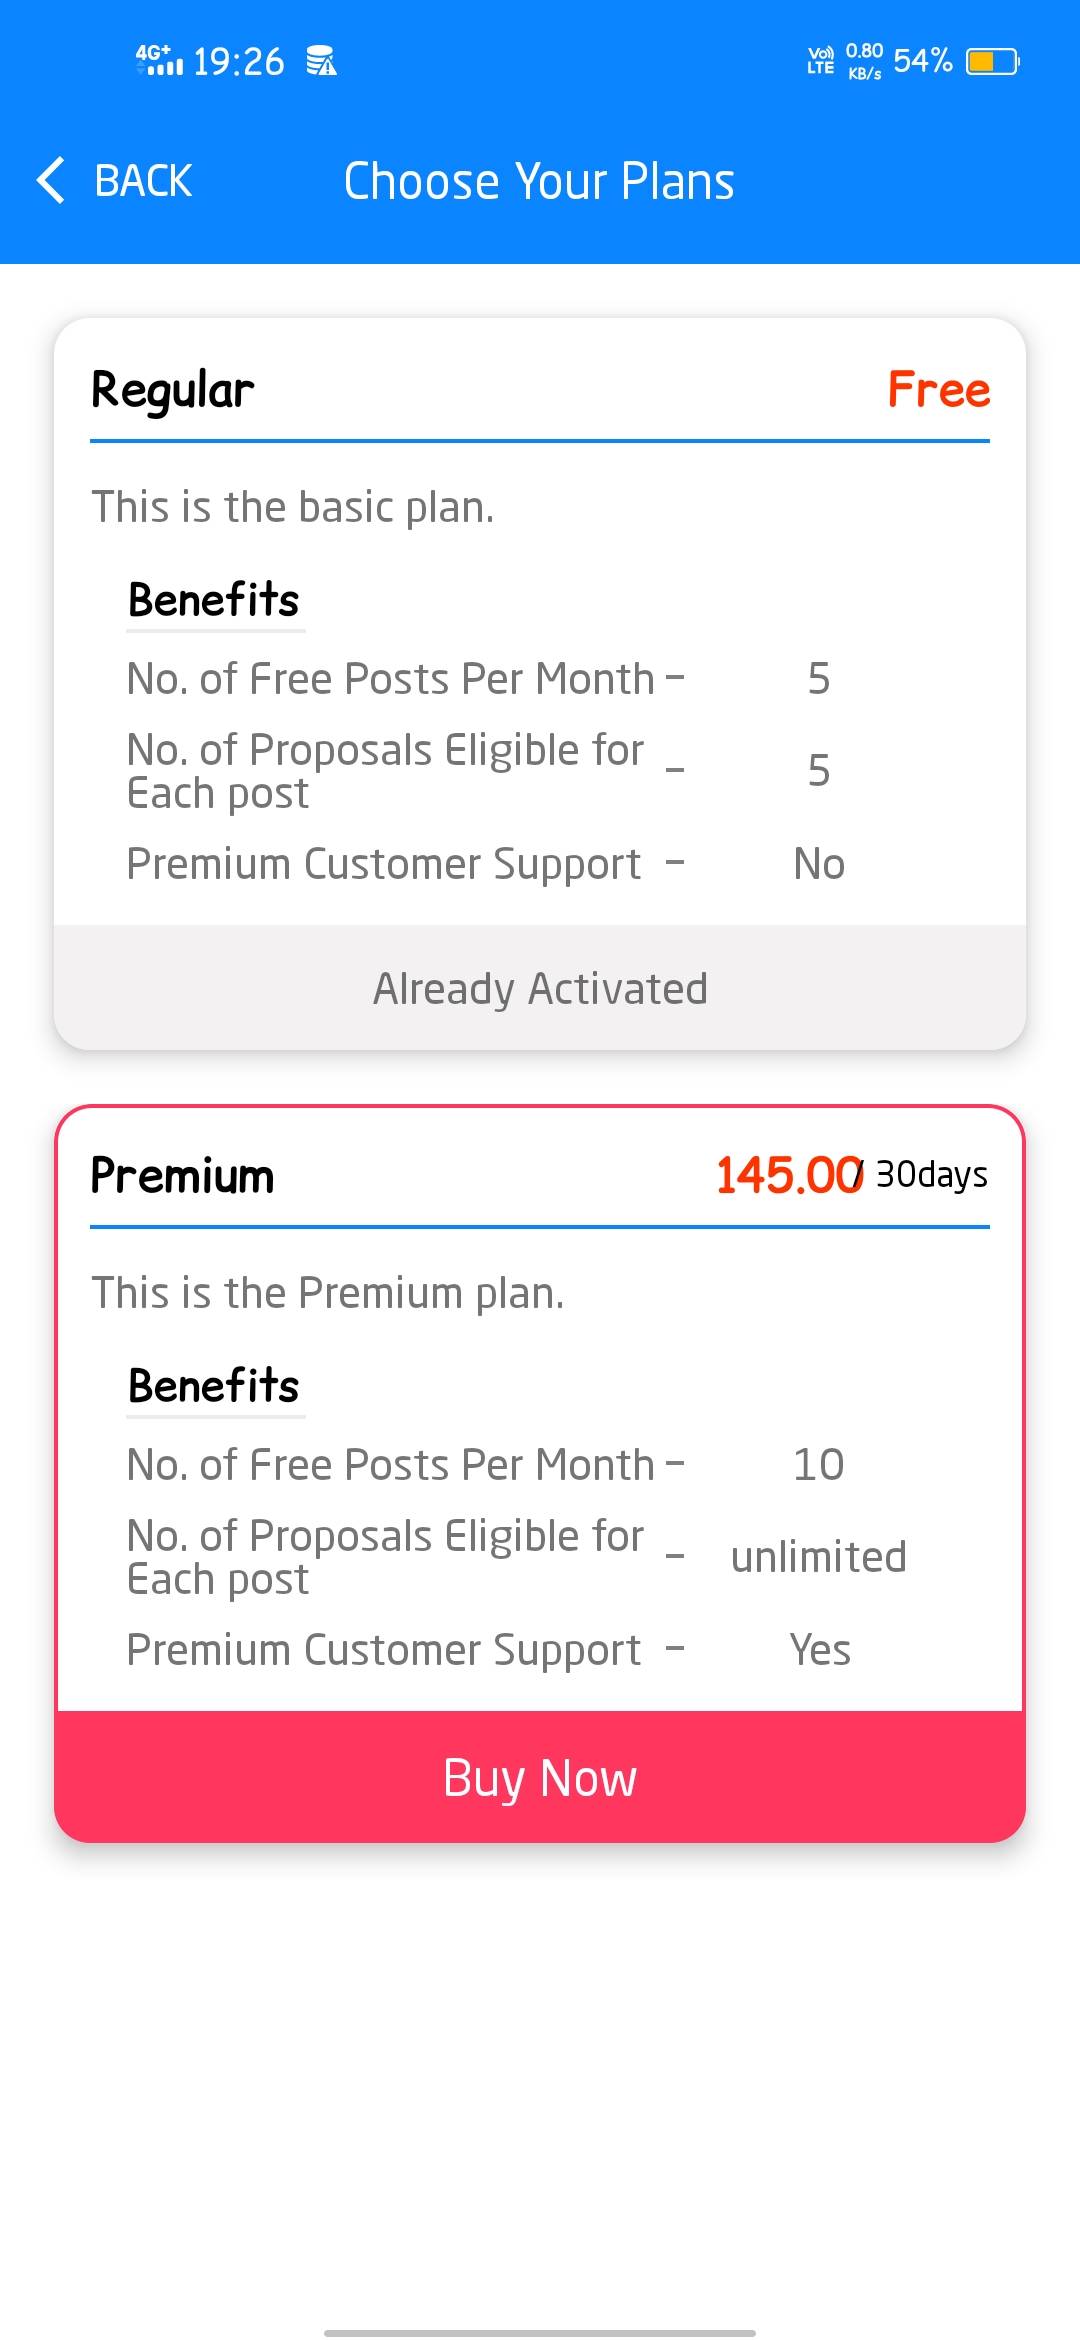 4G+ 19:26 Vo)) LTE 0.80 KB/s 54%
BACK Choose Your Plans
Regular Free
This is the basic plan.
Benefits
No. of Free Posts Per Month – 5
No. of Proposals Eligible for
Each post – 5
Premium Customer Support – No
Already Activated
Premium 145.00/ 30days
This is the Premium plan.
Benefits
No. of Free Posts Per Month – 10
No. of Proposals Eligible for
Each post – unlimited
Premium Customer Support – Yes
Buy Now